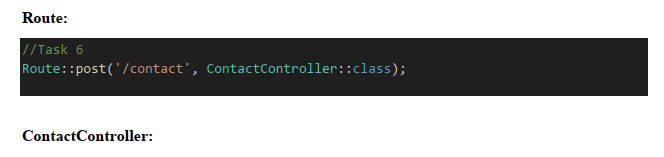 Route:
//Task 6
Route::post('/contact', ContactController::class);
ContactController: